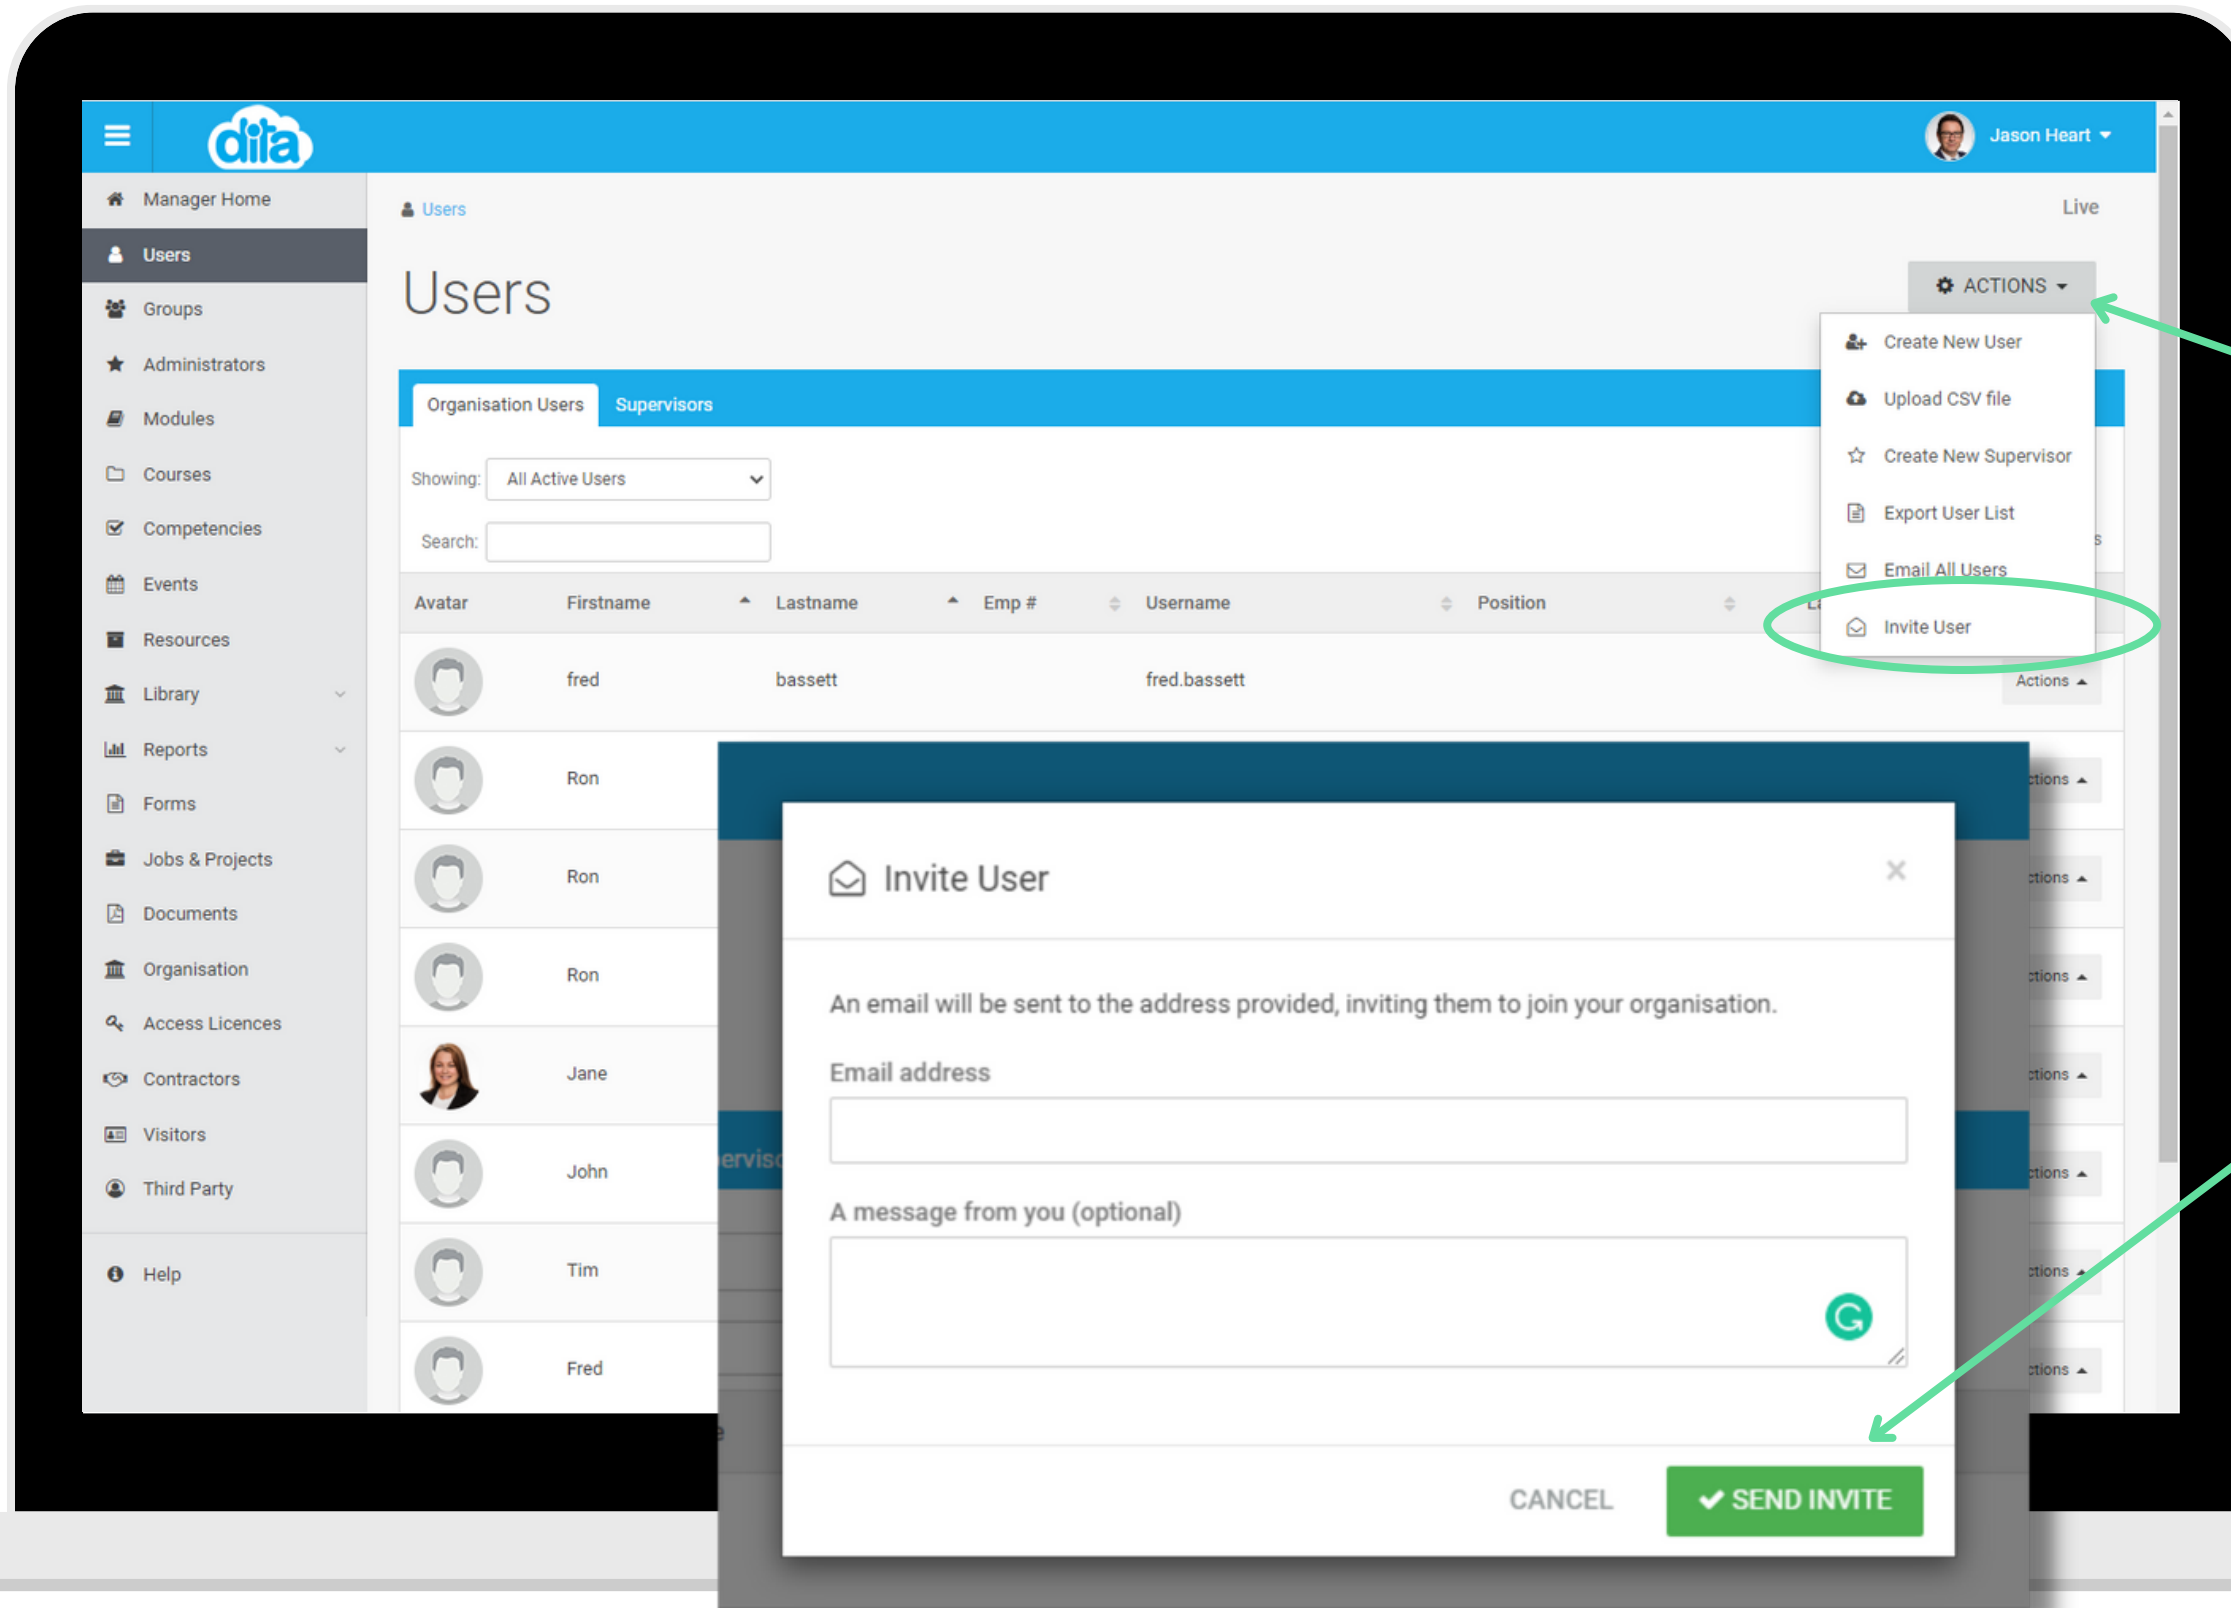 dita
Jason Heart
Manager Home
Users
Groups
Administrators
Modules
Courses
Competencies
Events
Resources
Library
Reports
Forms
Jobs & Projects
Documents
Organisation
Access Licences
Contractors
Visitors
Third Party
Help
Users
Live
Users
ACTIONS
Create New User
Upload CSV file
Create New Supervisor
Export User List
Email All Users
Invite User
Organisation Users Supervisors
Showing: All Active Users
Search:
Avatar Firstname Lastname Emp # Username Position
fred bassett fred.bassett Actions
Ron
Ron
Ron
Jane
John
Tim
Fred
Invite User
An email will be sent to the address provided, inviting them to join your organisation.
Email address
A message from you (optional)
CANCEL SEND INVITE